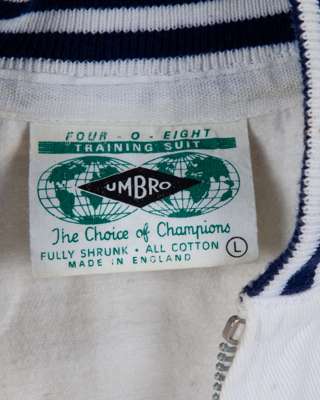 FOUR-O-EIGHT
TRAINING SUIT
UMBRO
The Choice of Champions
FULLY SHRUNK • ALL COTTON
MADE IN ENGLAND
L